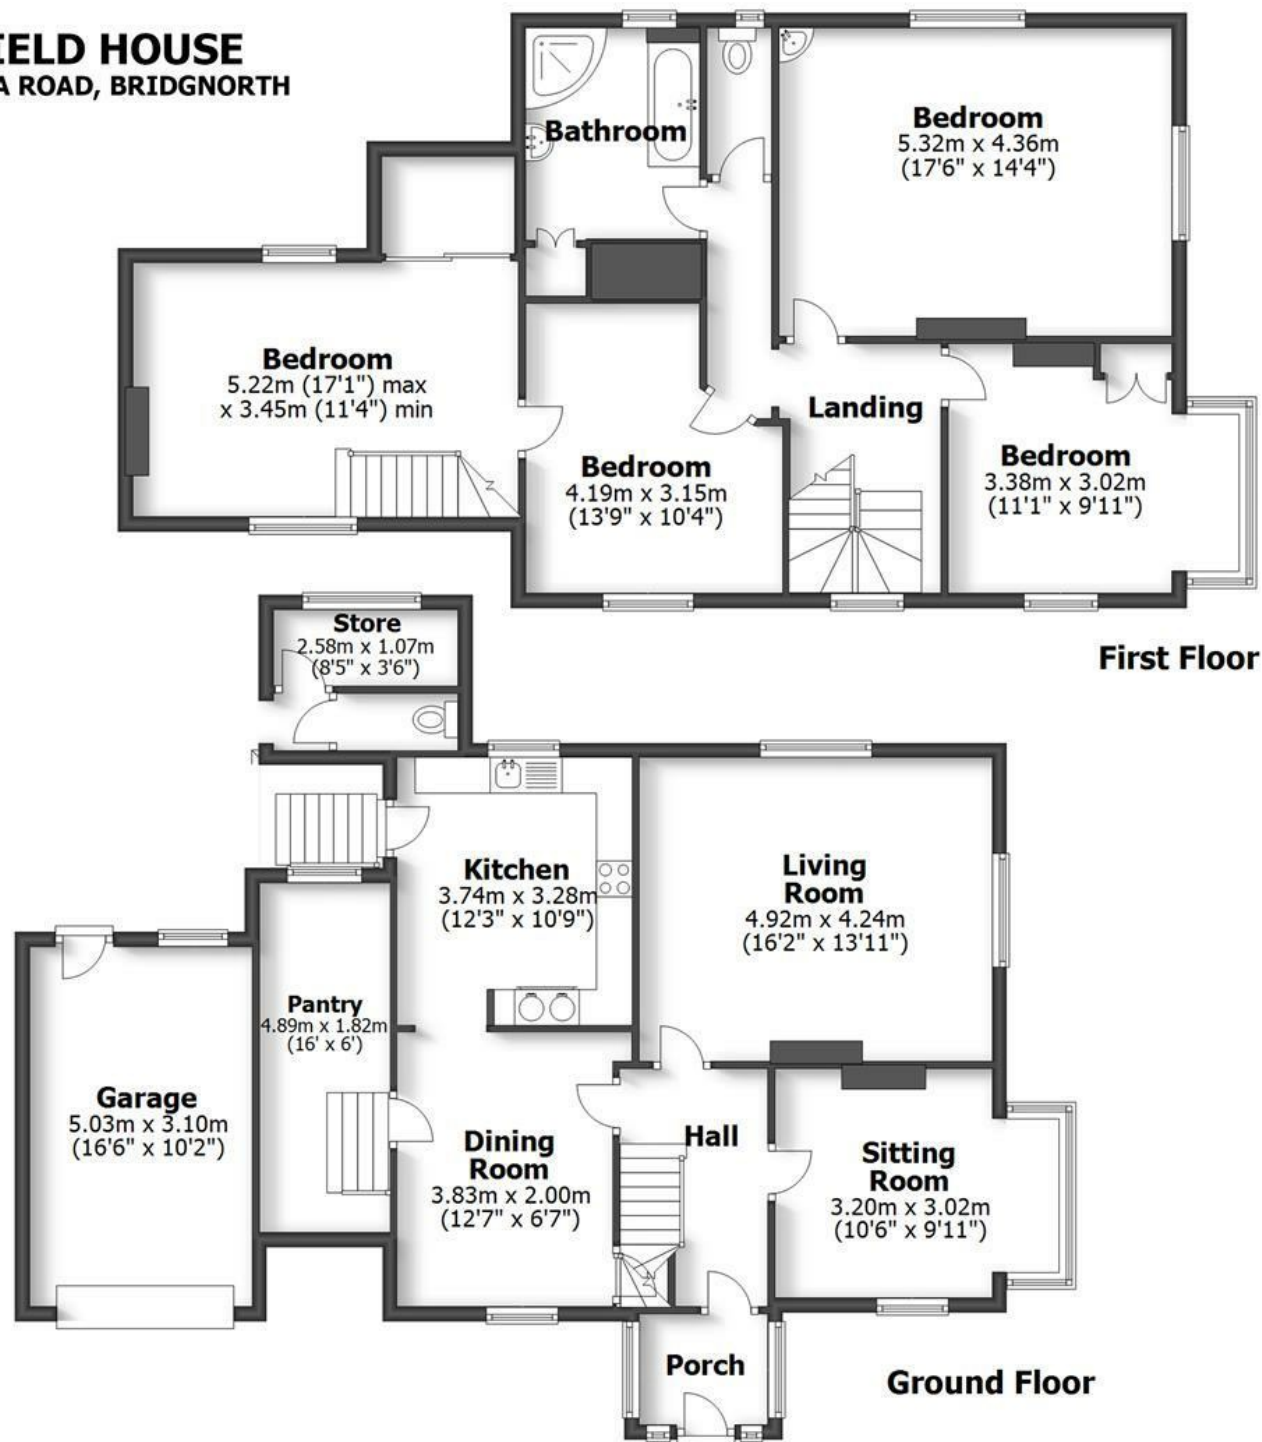 IELD HOUSE
A ROAD, BRIDGNORTH
Bathroom
Bedroom
5.32m x 4.36m
(17'6" x 14'4")
Bedroom
5.22m (17'1") max
x 3.45m (11'4") min
Landing
Bedroom
4.19m x 3.15m
(13'9" x 10'4")
Bedroom
3.38m x 3.02m
(11'1" x 9'11")
First Floor
Store
2.58m x 1.07m
(8'5" x 3'6")
Kitchen
3.74m x 3.28m
(12'3" x 10'9")
Living
Room
4.92m x 4.24m
(16'2" x 13'11")
Pantry
4.89m x 1.82m
(16' x 6')
Garage
5.03m x 3.10m
(16'6" x 10'2")
Dining
Room
3.83m x 2.00m
(12'7" x 6'7")
Hall
Sitting
Room
3.20m x 3.02m
(10'6" x 9'11")
Porch
Ground Floor